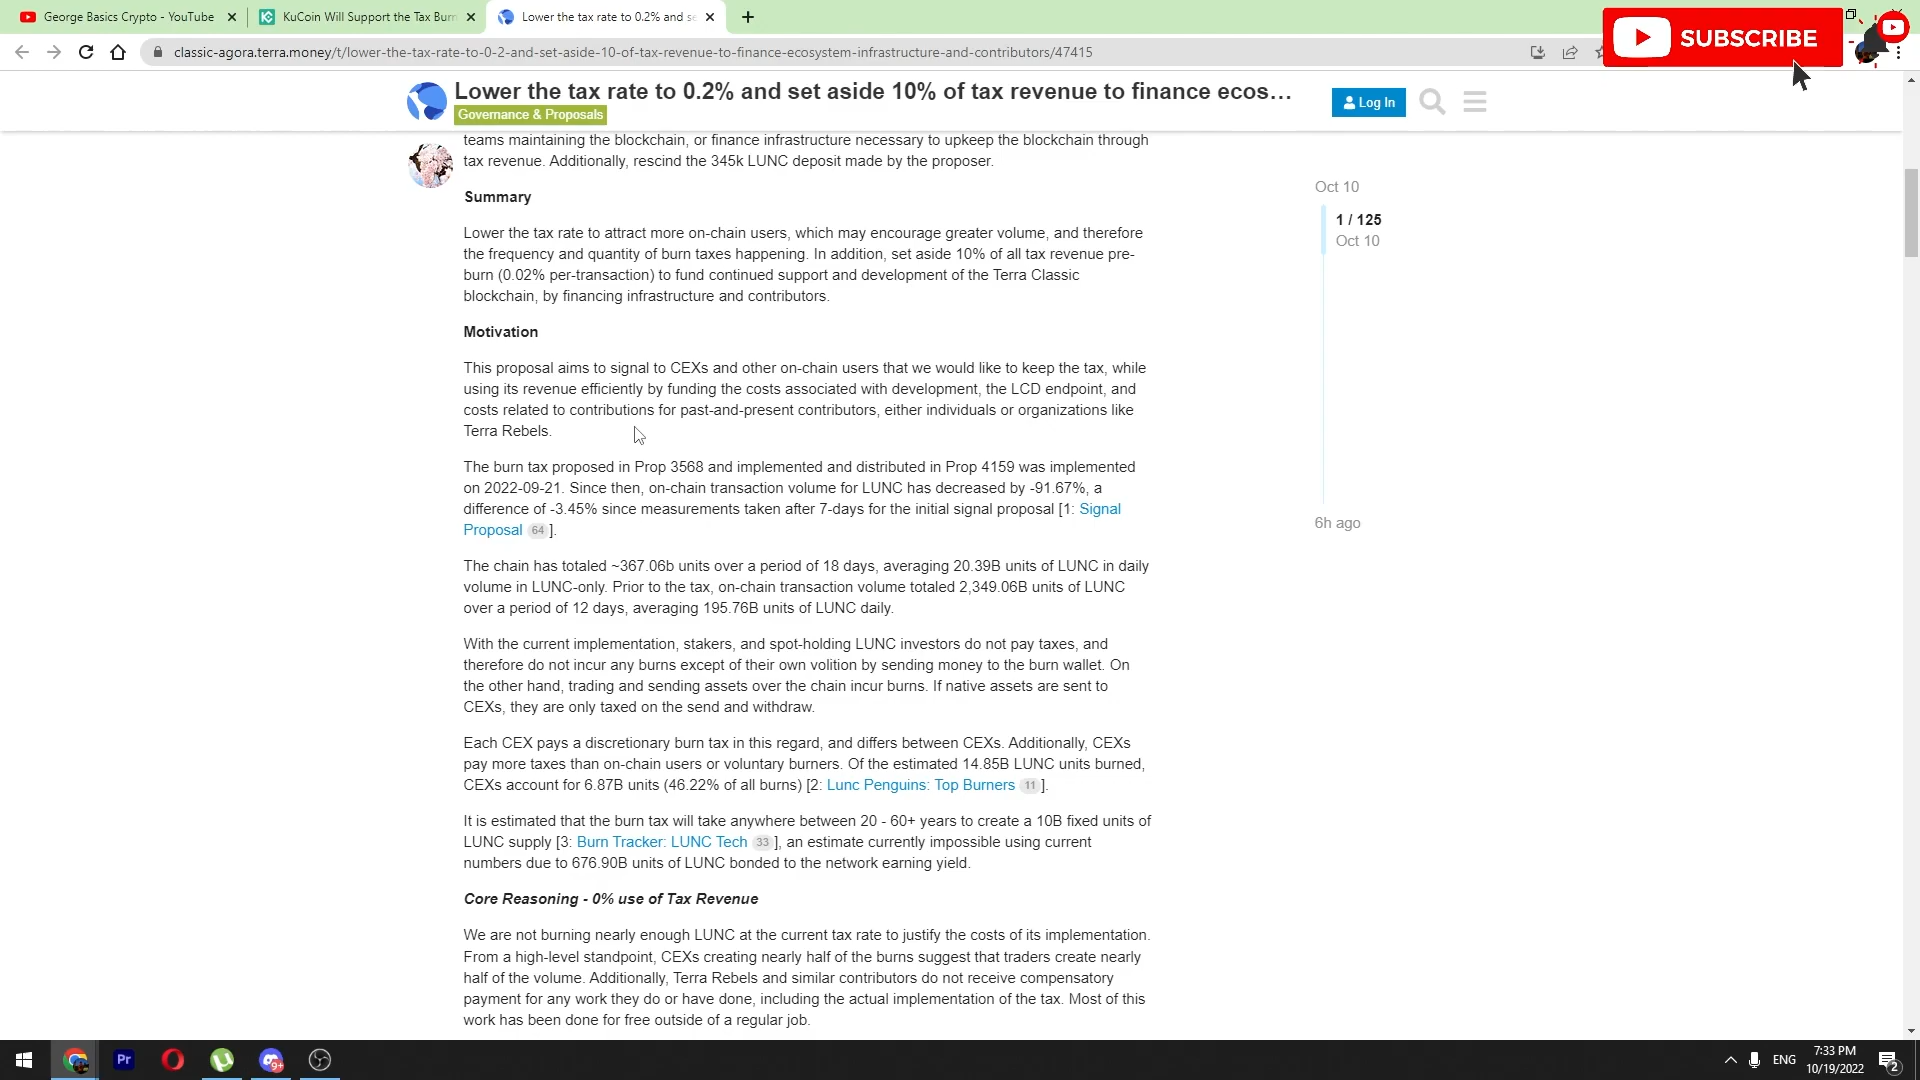 George Basics Crypto - YouTube
KuCoin Will Support the Tax Burn
Lower the tax rate to 0.2% and se
classic-agora.terra.money/t/lower-the-tax-rate-to-0-2-and-set-aside-10-of-tax-revenue-to-finance-ecosystem-infrastructure-and-contributors/47415
SUBSCRIBE
Lower the tax rate to 0.2% and set aside 10% of tax revenue to finance ecos…
Governance & Proposals
Log In
teams maintaining the blockchain, or finance infrastructure necessary to upkeep the blockchain through
tax revenue. Additionally, rescind the 345k LUNC deposit made by the proposer.
Summary
Lower the tax rate to attract more on-chain users, which may encourage greater volume, and therefore
the frequency and quantity of burn taxes happening. In addition, set aside 10% of all tax revenue pre-
burn (0.02% per-transaction) to fund continued support and development of the Terra Classic
blockchain, by financing infrastructure and contributors.
Motivation
This proposal aims to signal to CEXs and other on-chain users that we would like to keep the tax, while
using its revenue efficiently by funding the costs associated with development, the LCD endpoint, and
costs related to contributions for past-and-present contributors, either individuals or organizations like
Terra Rebels.
The burn tax proposed in Prop 3568 and implemented and distributed in Prop 4159 was implemented
on 2022-09-21. Since then, on-chain transaction volume for LUNC has decreased by -91.67%, a
difference of -3.45% since measurements taken after 7-days for the initial signal proposal [1: Signal
Proposal 64 ].
The chain has totaled ~367.06b units over a period of 18 days, averaging 20.39B units of LUNC in daily
volume in LUNC-only. Prior to the tax, on-chain transaction volume totaled 2,349.06B units of LUNC
over a period of 12 days, averaging 195.76B units of LUNC daily.
With the current implementation, stakers, and spot-holding LUNC investors do not pay taxes, and
therefore do not incur any burns except of their own volition by sending money to the burn wallet. On
the other hand, trading and sending assets over the chain incur burns. If native assets are sent to
CEXs, they are only taxed on the send and withdraw.
Each CEX pays a discretionary burn tax in this regard, and differs between CEXs. Additionally, CEXs
pay more taxes than on-chain users or voluntary burners. Of the estimated 14.85B LUNC units burned,
CEXs account for 6.87B units (46.22% of all burns) [2: Lunc Penguins: Top Burners 11 ].
It is estimated that the burn tax will take anywhere between 20 - 60+ years to create a 10B fixed units of
LUNC supply [3: Burn Tracker: LUNC Tech 33 ], an estimate currently impossible using current
numbers due to 676.90B units of LUNC bonded to the network earning yield.
Core Reasoning - 0% use of Tax Revenue
We are not burning nearly enough LUNC at the current tax rate to justify the costs of its implementation.
From a high-level standpoint, CEXs creating nearly half of the burns suggest that traders create nearly
half of the volume. Additionally, Terra Rebels and similar contributors do not receive compensatory
payment for any work they do or have done, including the actual implementation of the tax. Most of this
work has been done for free outside of a regular job.
Oct 10
1 / 125
Oct 10
6h ago
Pr
9+
ENG
7:33 PM
10/19/2022
2